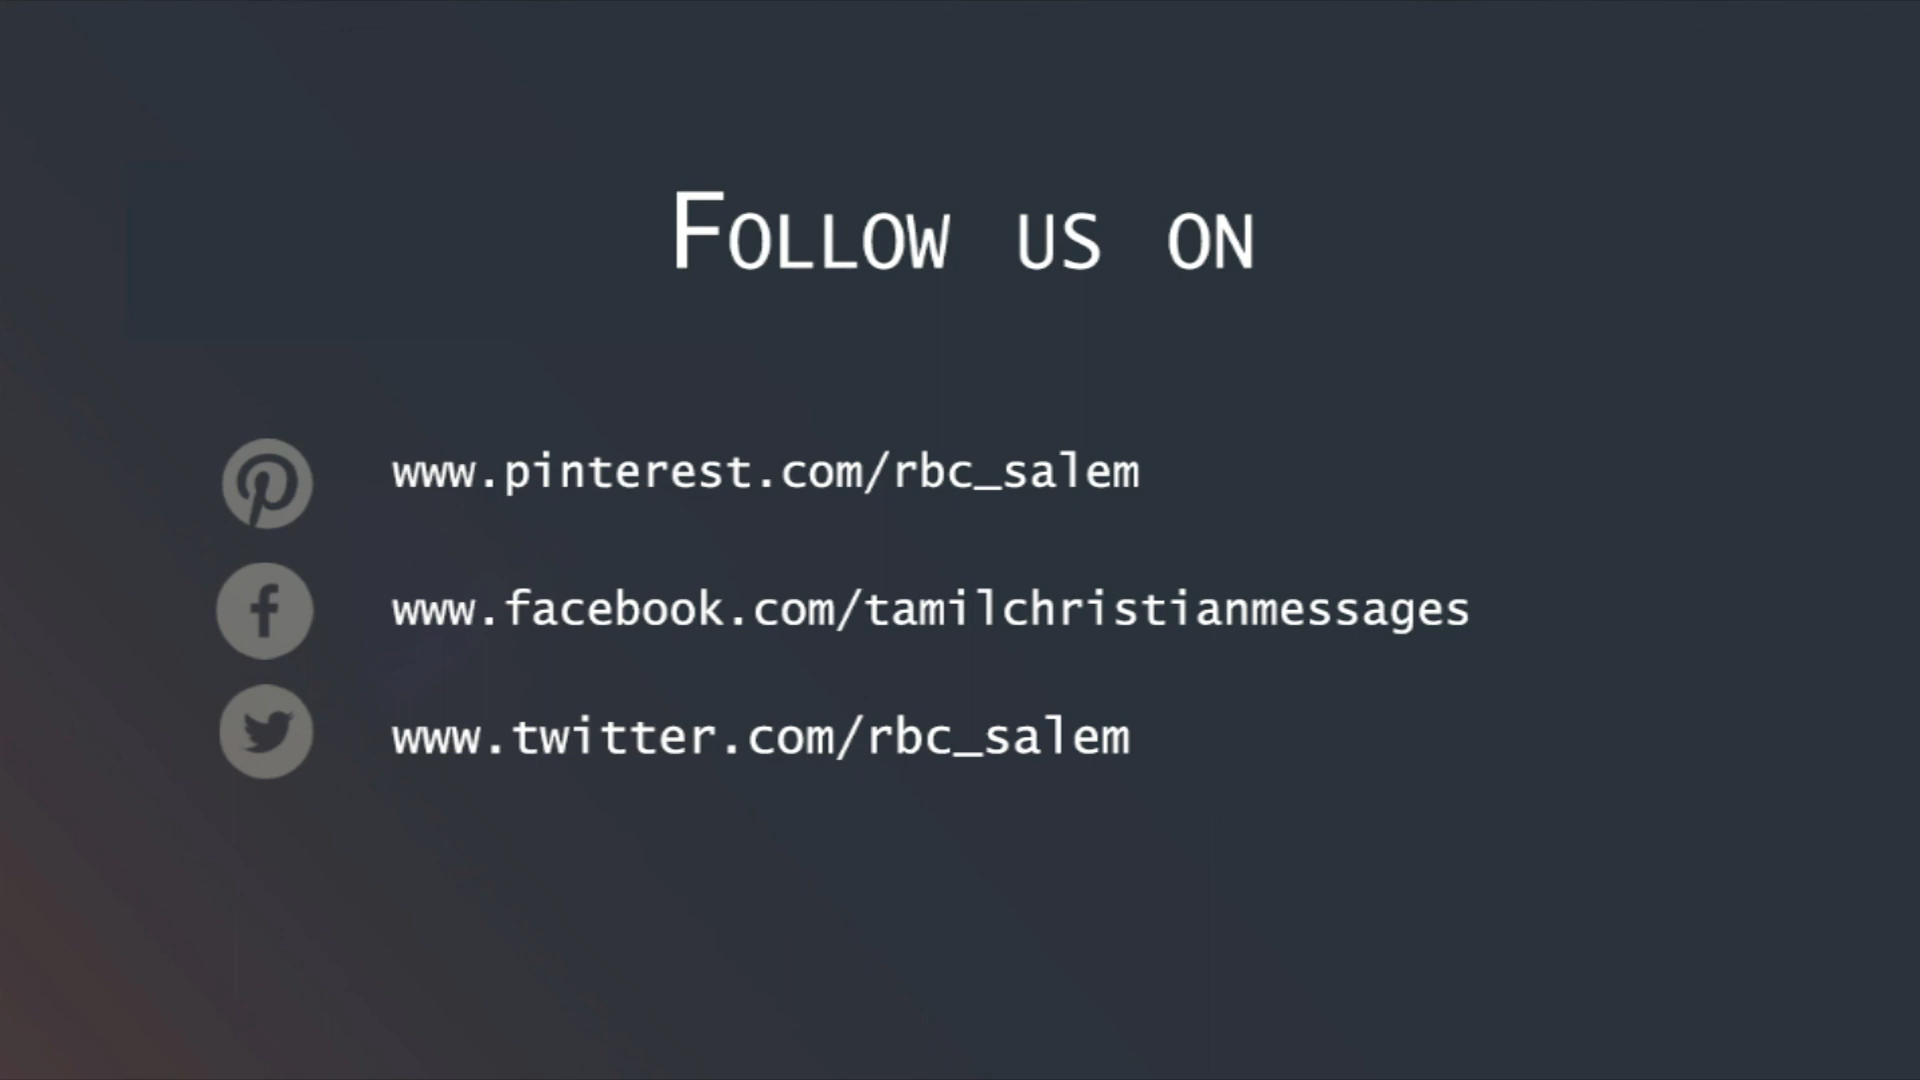 Follow us on
www.pinterest.com/rbc_salem
www.facebook.com/tamilchristianmessages
www.twitter.com/rbc_salem